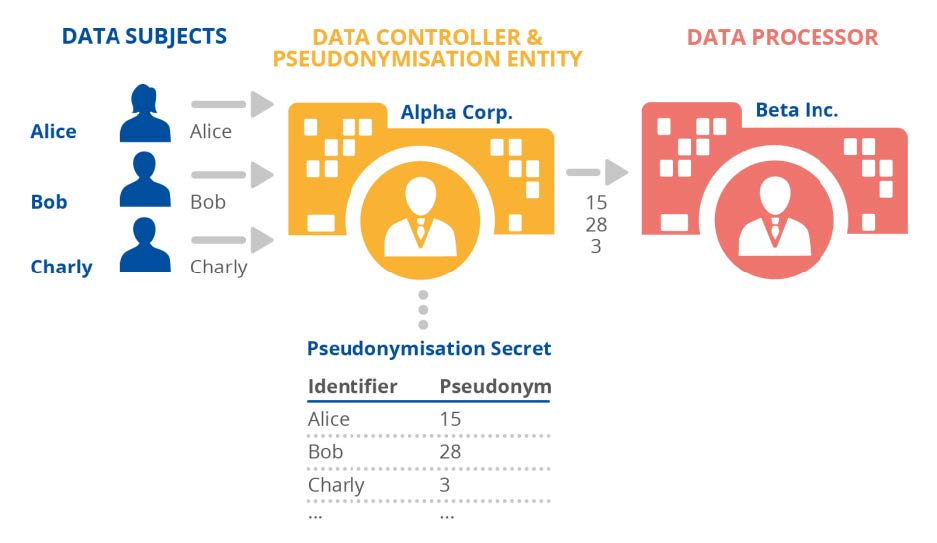 DATA SUBJECTS
DATA CONTROLLER &
PSEUDONYMISATION ENTITY
DATA PROCESSOR
Alpha Corp.
Beta Inc.
Alice
Alice
Bob
Bob
Charly
Charly
15
28
3
Pseudonymisation Secret
Identifier Pseudonym
Alice 15
Bob 28
Charly 3
... ...